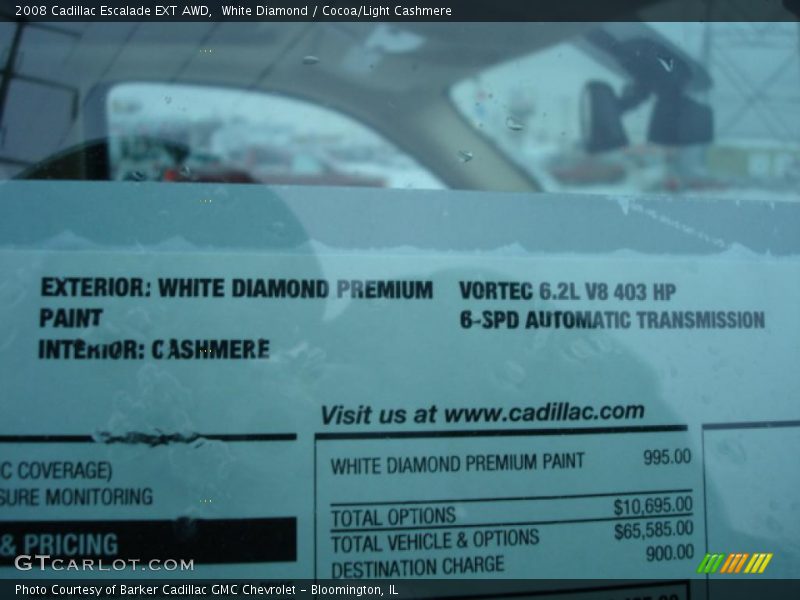 2008 Cadillac Escalade EXT AWD, White Diamond / Cocoa/Light Cashmere
EXTERIOR: WHITE DIAMOND PREMIUM
PAINT
INTERIOR: CASHMERE
VORTEC 6.2L V8 403 HP
6-SPD AUTOMATIC TRANSMISSION
Visit us at www.cadillac.com
C COVERAGE)
SURE MONITORING
& PRICING
WHITE DIAMOND PREMIUM PAINT 995.00
TOTAL OPTIONS $10,695.00
TOTAL VEHICLE & OPTIONS $65,585.00
DESTINATION CHARGE 900.00
GTCARLOT.COM
Photo Courtesy of Barker Cadillac GMC Chevrolet - Bloomington, IL